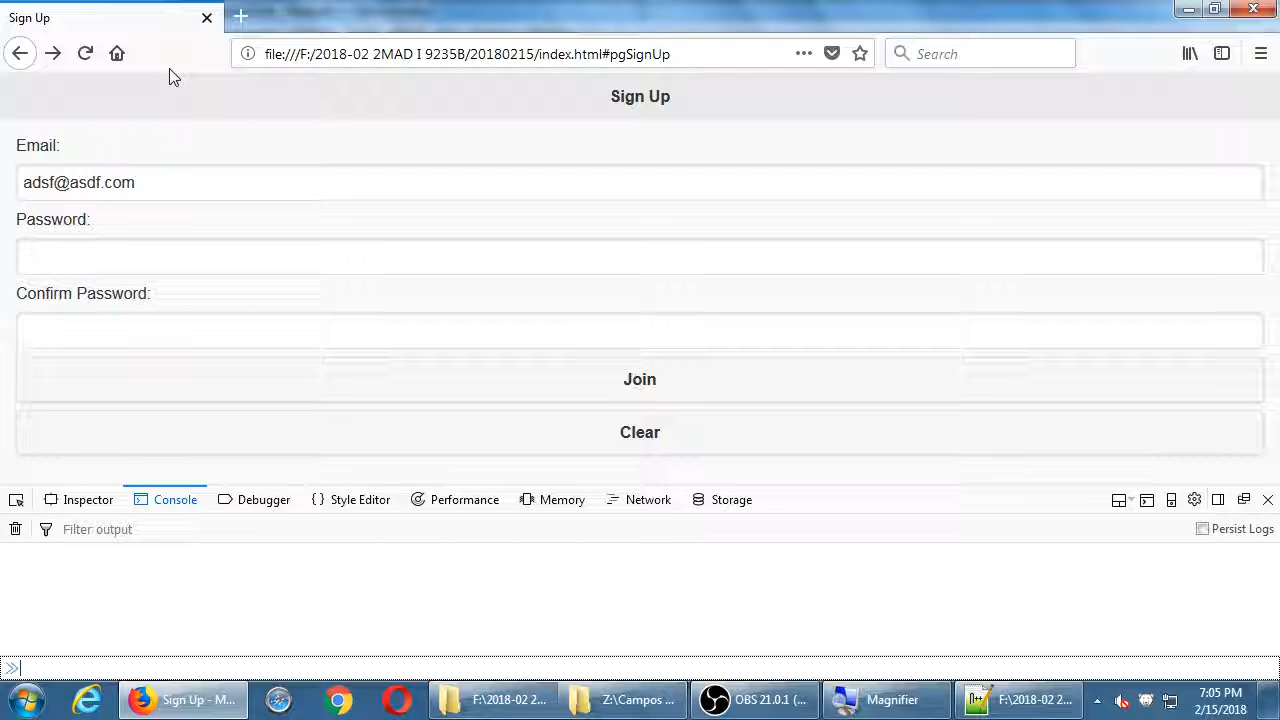 Sign Up
file:///F:/2018-02 2MAD I 9235B/20180215/index.html#pgSignUp
Search
Sign Up
Email:
adsf@asdf.com
Password:
Confirm Password:
Join
Clear
Inspector Console Debugger Style Editor Performance Memory Network Storage
Filter output Persist Logs
Sign Up - M... F:\2018-02 2... Z:\Campos ... OBS 21.0.1 (... Magnifier F:\2018-02 2...
7:05 PM
2/15/2018